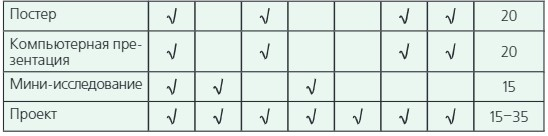 Постер √ √ √ √ 20
Компьютерная пре-
зентация √ √ √ √ 20
Мини-исследование √ √ √ 15
Проект √ √ √ √ √ √ √ 15–35